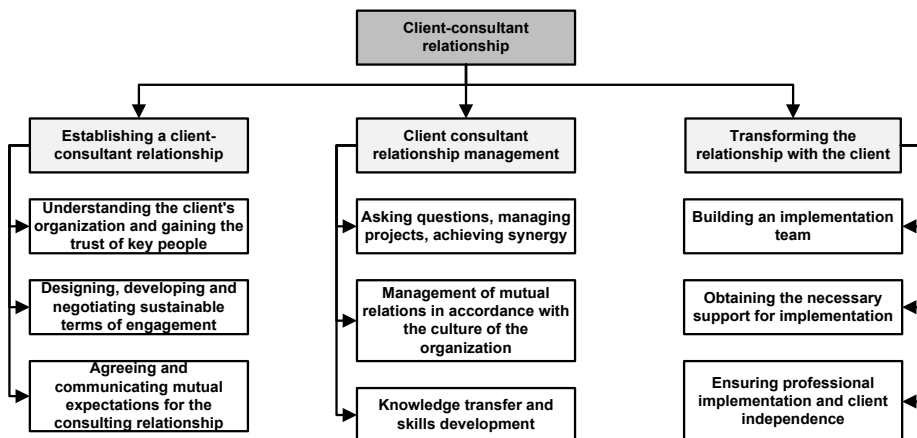 Client-consultant
relationship
Establishing a client-
consultant relationship
Understanding the client's
organization and gaining the
trust of key people
Designing, developing and
negotiating sustainable
terms of engagement
Agreeing and
communicating mutual
expectations for the
consulting relationship
Client consultant
relationship management
Asking questions, managing
projects, achieving synergy
Management of mutual
relations in accordance with
the culture of the
organization
Knowledge transfer and
skills development
Transforming the
relationship with the client
Building an implementation
team
Obtaining the necessary
support for implementation
Ensuring professional
implementation and client
independence